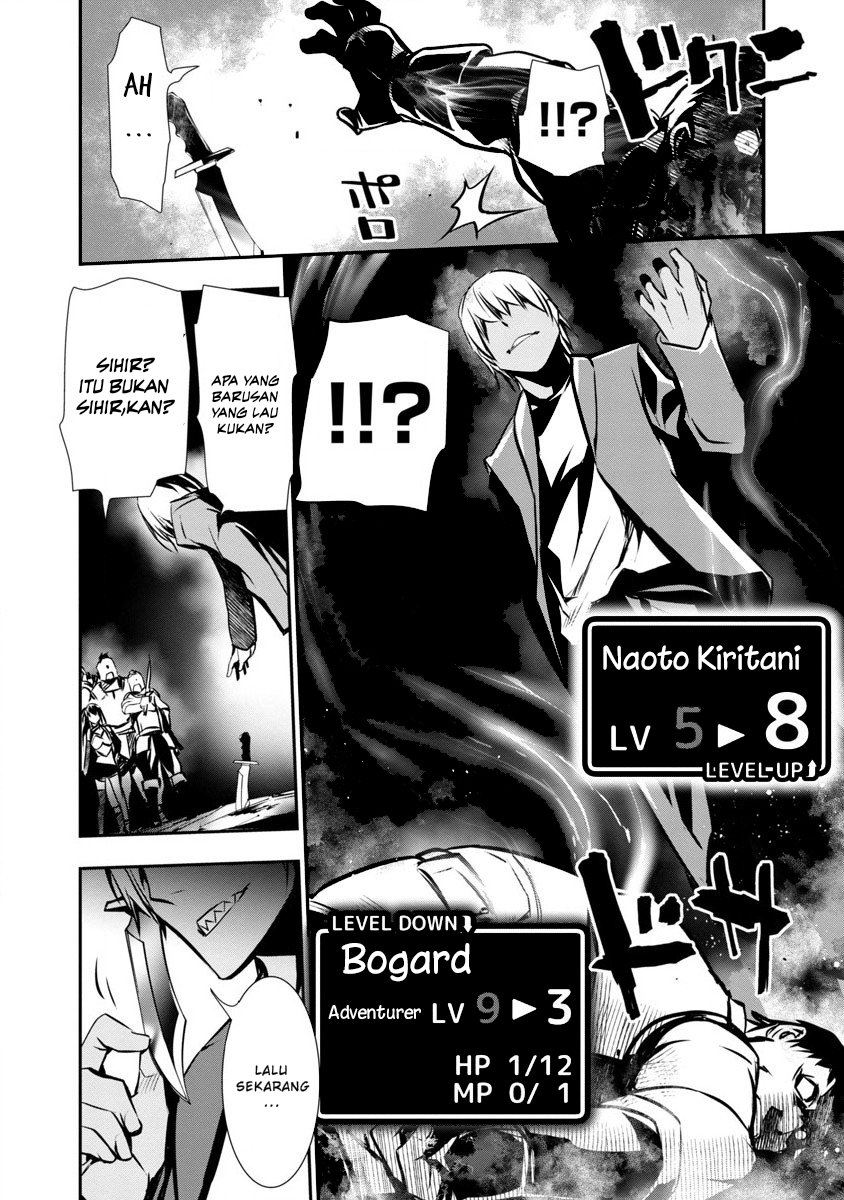 ドクン
!!?
ポロ
AH
...
!!?
APA YANG
BARUSAN
YANG LAU
KUKAN?
SIHIR?
ITU BUKAN
SIHIR,KAN?
Naoto Kiritani
LV 5 ▶ 8
LEVEL UP
ドサ
LEVEL DOWN
Bogard
Adventurer LV 9 ▶ 3
HP 1/12
MP 0/ 1
LALU
SEKARANG
...